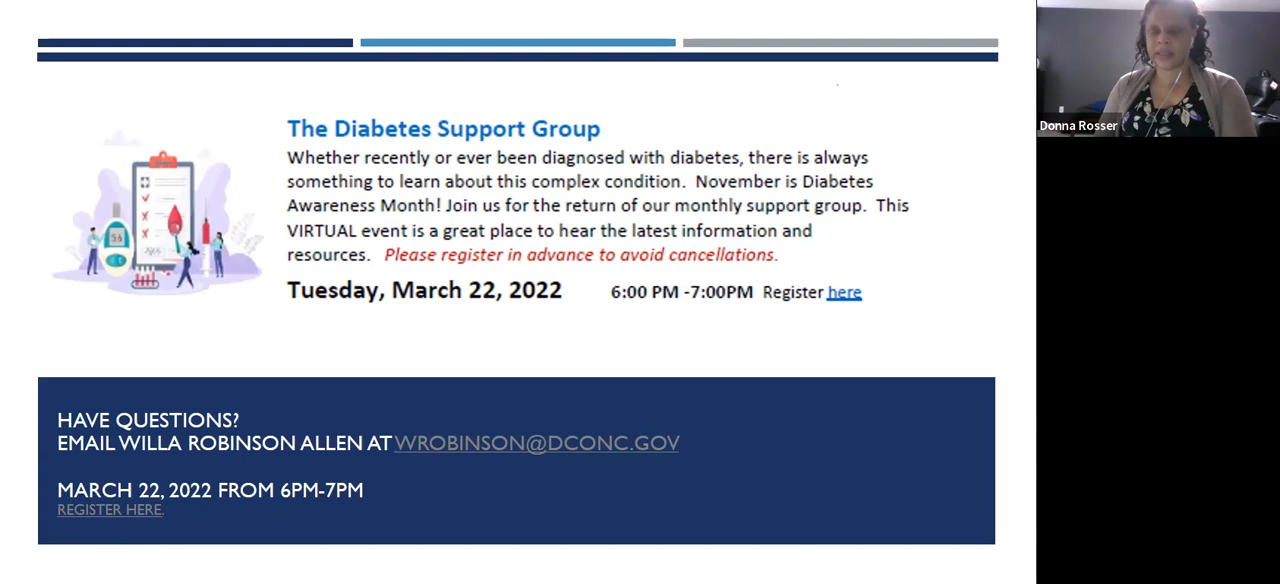 The Diabetes Support Group
Whether recently or ever been diagnosed with diabetes, there is always
something to learn about this complex condition. November is Diabetes
Awareness Month! Join us for the return of our monthly support group. This
VIRTUAL event is a great place to hear the latest information and
resources. Please register in advance to avoid cancellations.
Tuesday, March 22, 2022 6:00 PM -7:00PM Register here
5.6
HAVE QUESTIONS?
EMAIL WILLA ROBINSON ALLEN AT WROBINSON@DCONC.GOV
MARCH 22, 2022 FROM 6PM-7PM
REGISTER HERE.
Donna Rosser